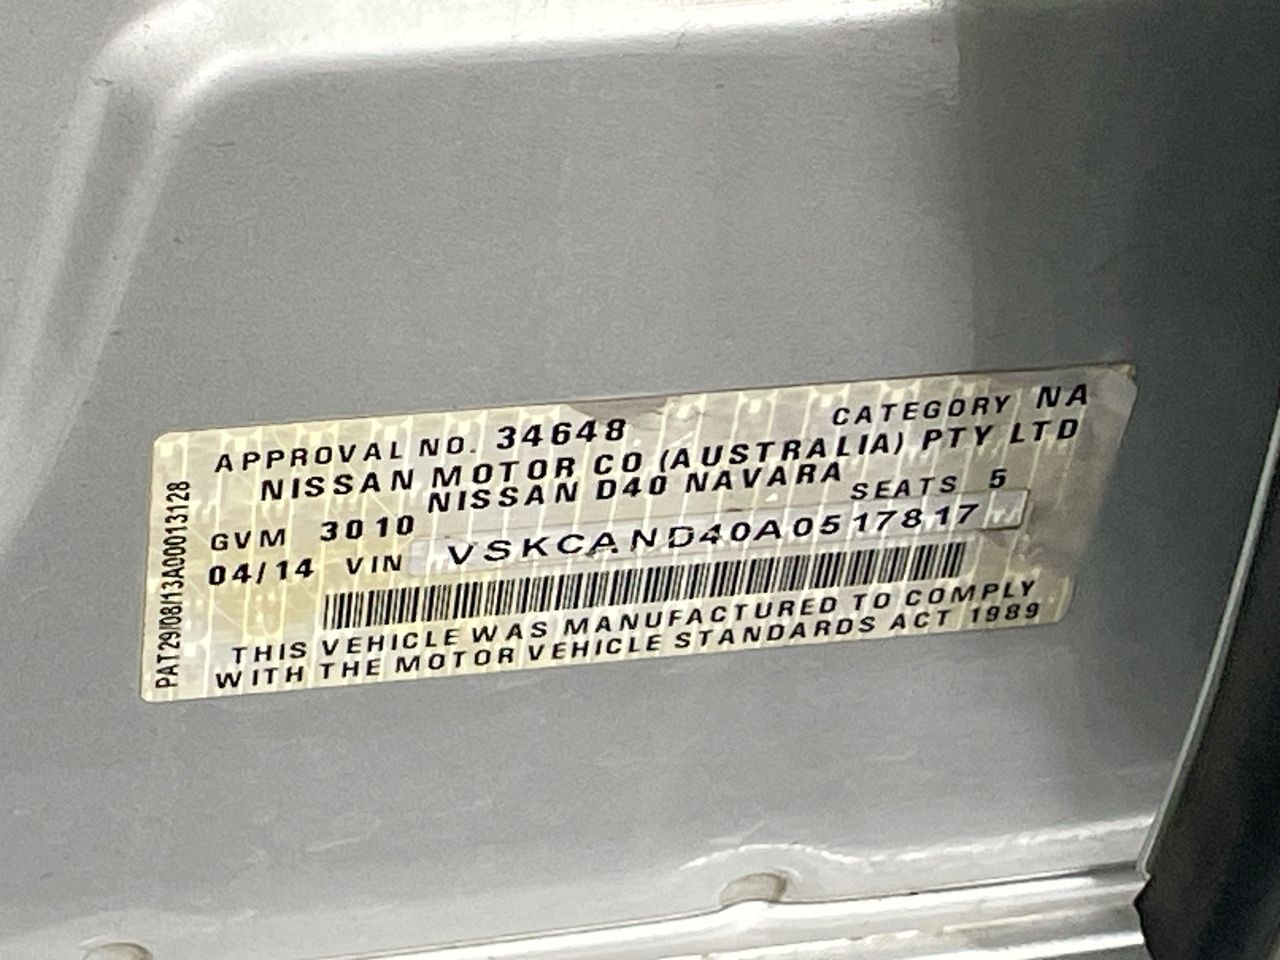 APPROVAL NO. 34648 CATEGORY NA
NISSAN MOTOR CO (AUSTRALIA) PTY LTD
NISSAN D40 NAVARA
GVM 3010 SEATS 5
04/14 VIN VSKCAND40A0517817
THIS VEHICLE WAS MANUFACTURED TO COMPLY
WITH THE MOTOR VEHICLE STANDARDS ACT 1989
PAT29/08/13A00013128